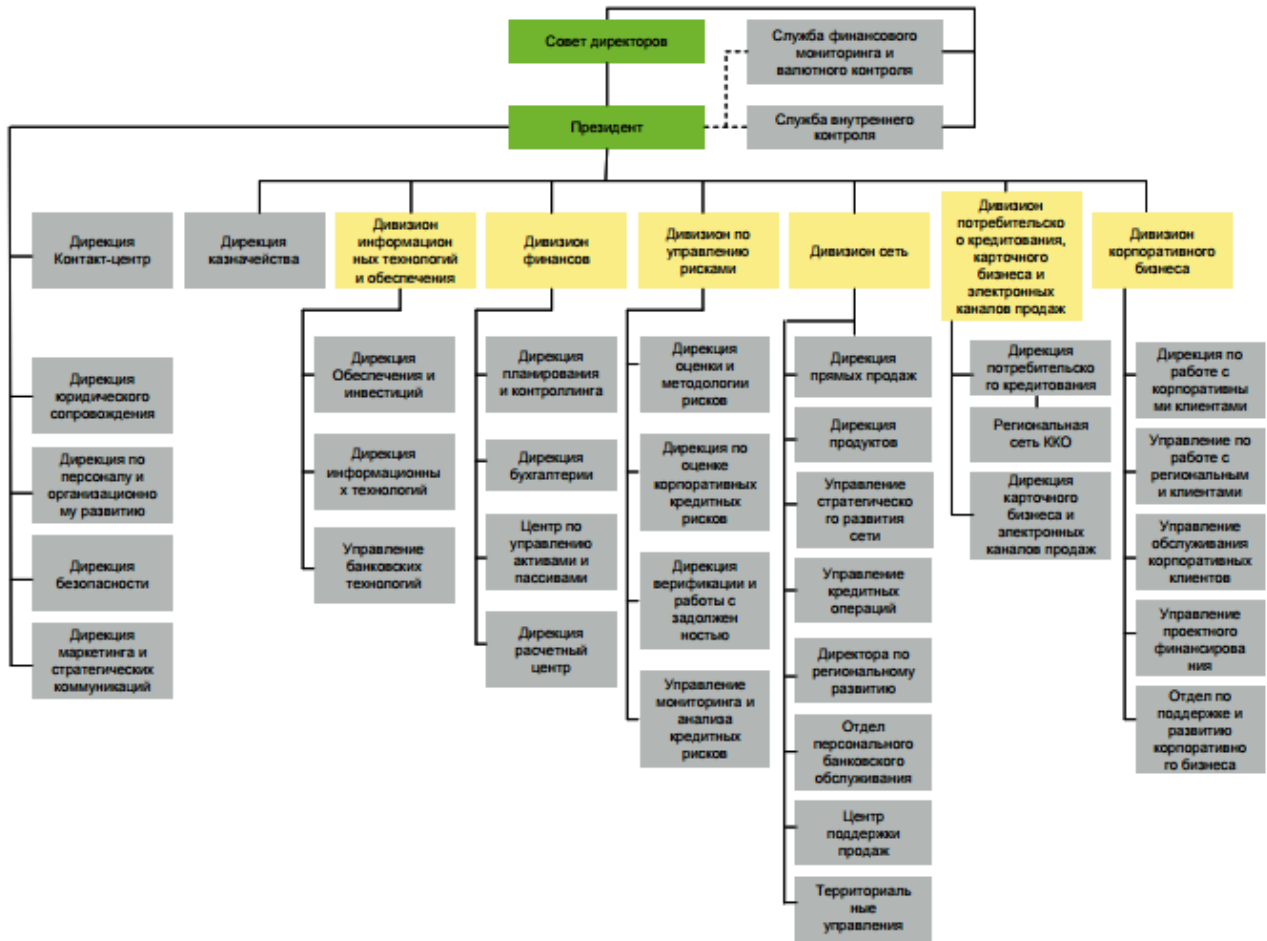 Совет директоров
Служба финансового
мониторинга и
валютного контроля
Президент
Служба внутреннего
контроля
Дирекция
Контакт-центр
Дирекция
казначейства
Дивизион
информацион
ных технологий
и обеспечения
Дивизион
финансов
Дивизион по
управлению
рисками
Дивизион сеть
Дивизион
потребительско
о кредитования,
карточного
бизнеса и
электронных
каналов продаж
Дивизион
корпоративного
бизнеса
Дирекция
юридического
сопровождения
Дирекция по
персоналу и
организационно
му развитию
Дирекция
безопасности
Дирекция
маркетинга и
стратегических
коммуникаций
Дирекция
Обеспечения и
инвестиций
Дирекция
информационны
х технологий
Управление
банковских
технологий
Дирекция
планирования
и контроллинга
Дирекция
бухгалтерии
Центр по
управлению
активами и
пассивами
Дирекция
расчетный
центр
Дирекция
оценки и
методологии
рисков
Дирекция по
оценке
корпоративных
кредитных
рисков
Дирекция
верификации и
работы с
задолжен
ностью
Управление
мониторинга и
анализа
кредитных
рисков
Дирекция
прямых продаж
Дирекция
продуктов
Управление
стратегическо
го развития
сети
Управление
кредитных
операций
Директора по
региональному
развитию
Отдел
персонального
банковского
обслуживания
Центр
поддержки
продаж
Территориаль
ные
управления
Дирекция
потребительско
го кредитования
Региональная
сеть ККО
Дирекция
карточного
бизнеса и
электронных
каналов продаж
Дирекция по
работе с
корпоративны
ми клиентами
Управление по
работе с
региональным
и клиентами
Управление
обслуживания
корпоративных
клиентов
Управление
проектного
финансирова
ния
Отдел по
поддержке и
развитию
корпоративно
го бизнеса